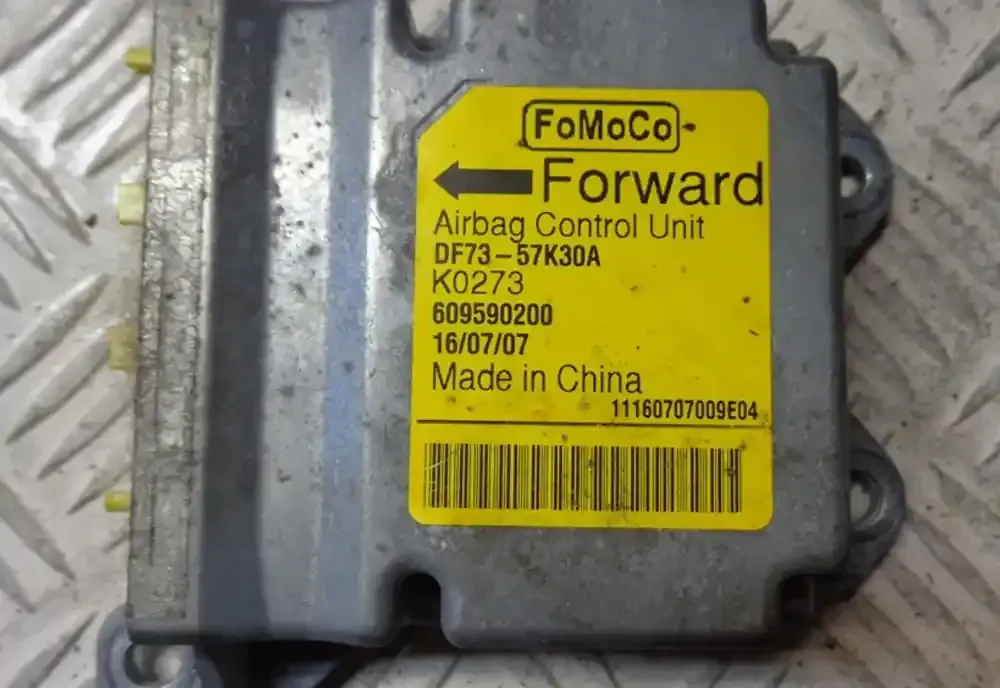 FoMoCo
Forward
Airbag Control Unit
DF73-57K30A
K0273
609590200
16/07/07
Made in China
11160707009E04